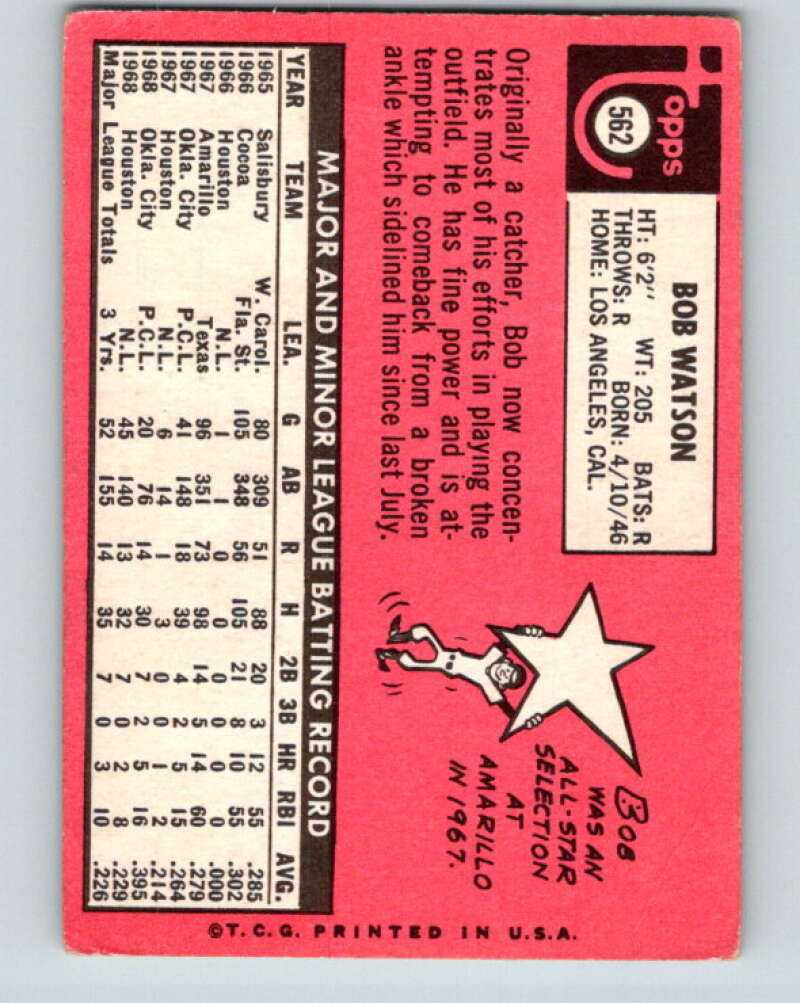 Topps
562
BOB WATSON
HT: 6'2" WT: 205 BATS: R
THROWS: R BORN: 4/10/46
HOME: LOS ANGELES, CAL.
Originally a catcher, Bob now concen-
trates most of his efforts in playing the
outfield. He has fine power and is at-
tempting to comeback from a broken
ankle which sidelined him since last July.
BOB
WAS AN
ALL-STAR
SELECTION
AT
AMARILLO
IN 1967.
MAJOR AND MINOR LEAGUE BATTING RECORD
YEAR TEAM LEA. G AB R H 2B 3B HR RBI AVG.
1965 Salisbury W. Carol. 80 309 51 88 20 3 12 55 .285
1966 Cocoa Fla. St. 105 348 56 105 21 8 10 55 .302
1966 Houston N.L. 1 1 0 0 0 0 0 0 .000
1967 Amarillo Texas 96 351 73 98 14 5 14 60 .279
1967 Okla. City P.C.L. 41 148 18 39 4 2 5 15 .264
1967 Houston N.L. 6 14 1 3 0 0 1 2 .214
1968 Okla. City P.C.L. 20 76 14 30 7 2 5 16 .395
1968 Houston N.L. 45 140 13 32 7 0 2 8 .229
Major League Totals 3 Yrs. 52 155 14 35 7 0 3 10 .226
©T.C.G. PRINTED IN U.S.A.